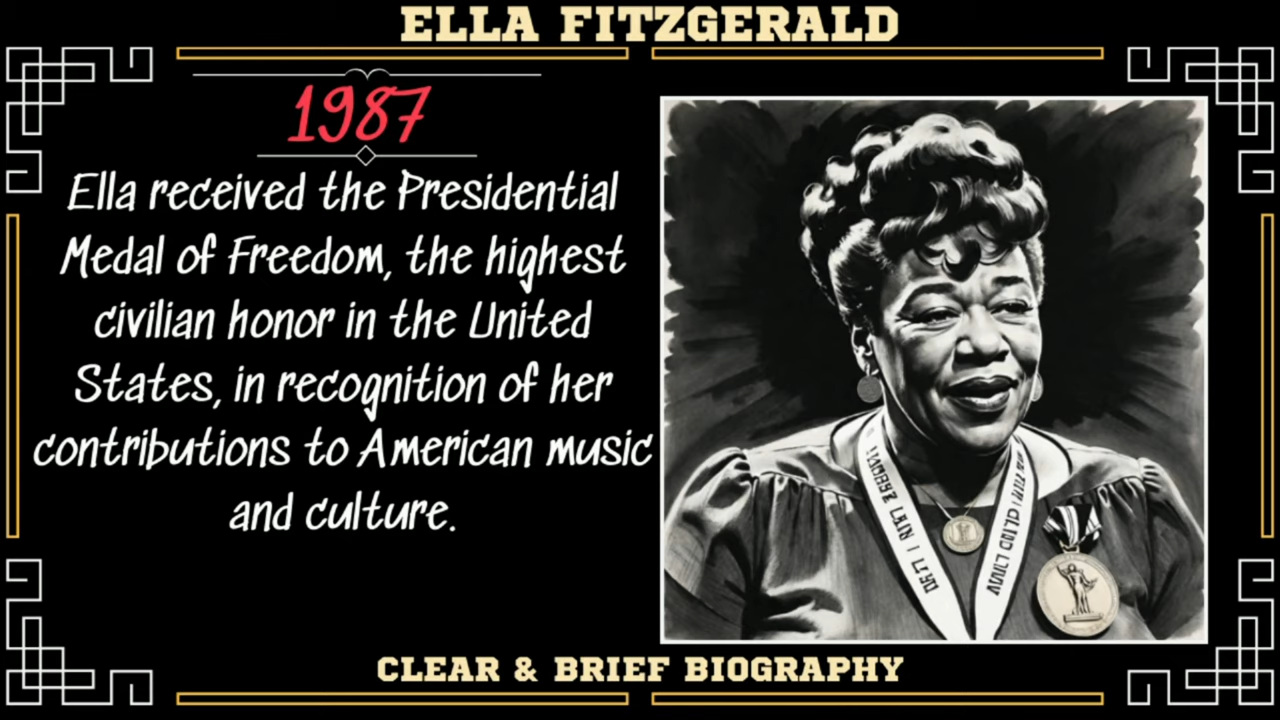 ELLA FITZGERALD
1987
Ella received the Presidential
Medal of Freedom, the highest
civilian honor in the United
States, in recognition of her
contributions to American music
and culture.
CLEAR & BRIEF BIOGRAPHY